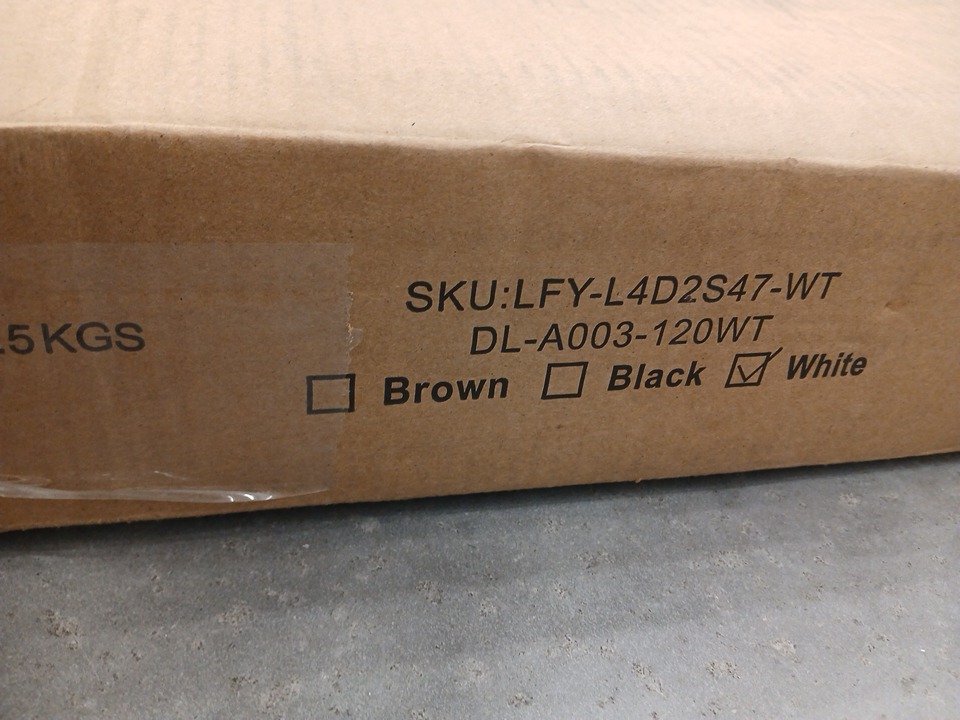 SKU:LFY-L4D2S47-WT
DL-A003-120WT
.5KGS
Brown Black White